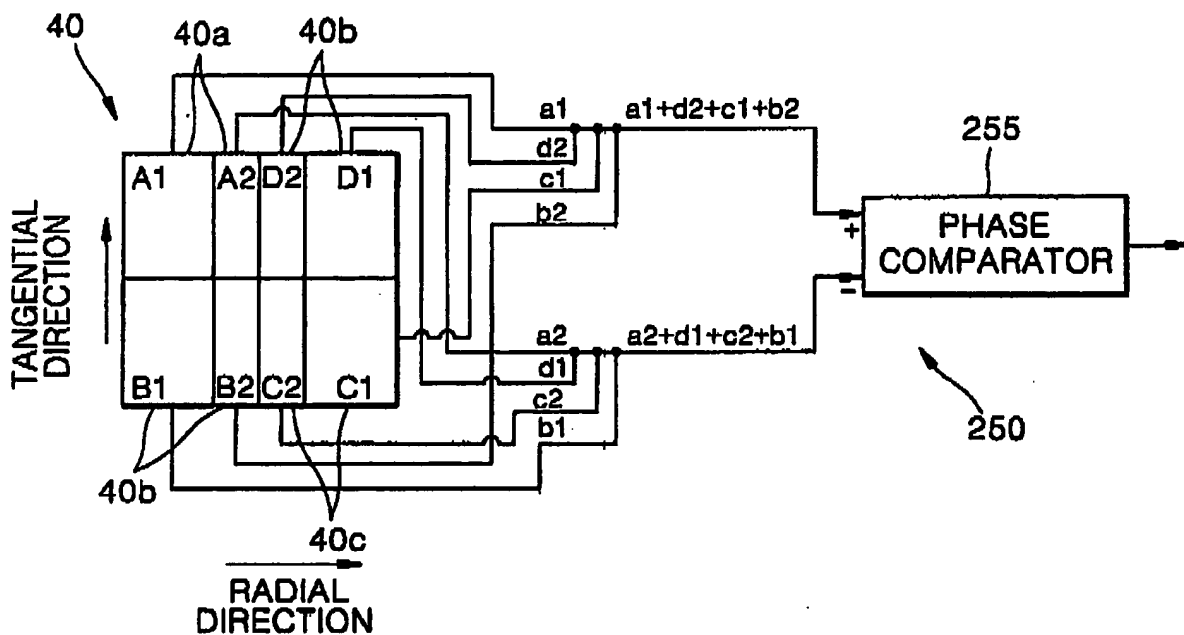 40
40a
40b
a1
a1+d2+c1+b2
d2
c1
b2
255
A1
A2
D2
D1
PHASE
COMPARATOR
+
-
TANGENTIAL
DIRECTION
a2
a2+d1+c2+b1
d1
c2
b1
B1
B2
C2
C1
250
40b
40c
RADIAL
DIRECTION